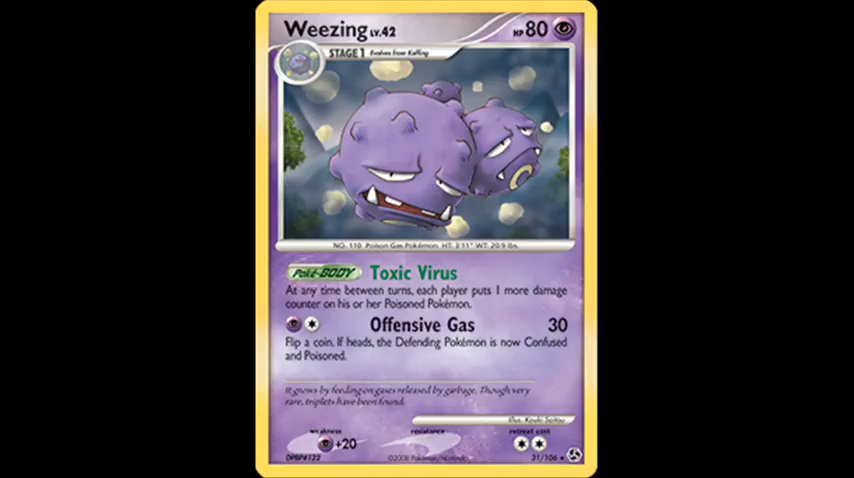 Weezing LV.42 HP 80
STAGE 1 Evolves from Koffing
NO. 110 Poison Gas Pokémon. HT: 3'11" WT: 20.9 lbs.
Poké-BODY Toxic Virus
At any time between turns, each player puts 1 more damage
counter on his or her Poisoned Pokémon.
Offensive Gas 30
Flip a coin. If heads, the Defending Pokémon is now Confused
and Poisoned.
It grows by feeding on gases released by garbage. Though very
rare, triplets have been found.
Illus. Kouki Saitou
weakness resistance retreat cost
+20
DPBP#122 ©2008 Pokémon/Nintendo 31/106